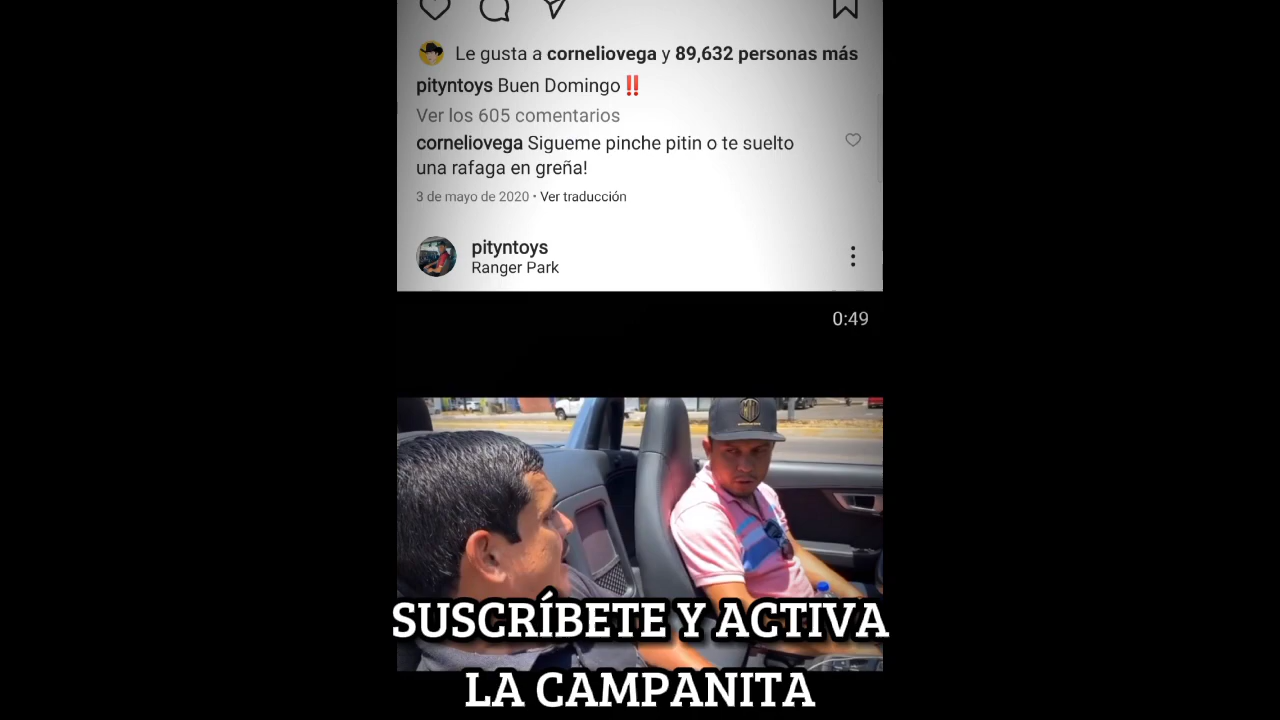 Le gusta a corneliovega y 89,632 personas más
pityntoys Buen Domingo‼️
Ver los 605 comentarios
corneliovega Sigueme pinche pitin o te suelto
una rafaga en greña!
3 de mayo de 2020 • Ver traducción
pityntoys
Ranger Park
0:49
SUSCRÍBETE Y ACTIVA
LA CAMPANITA